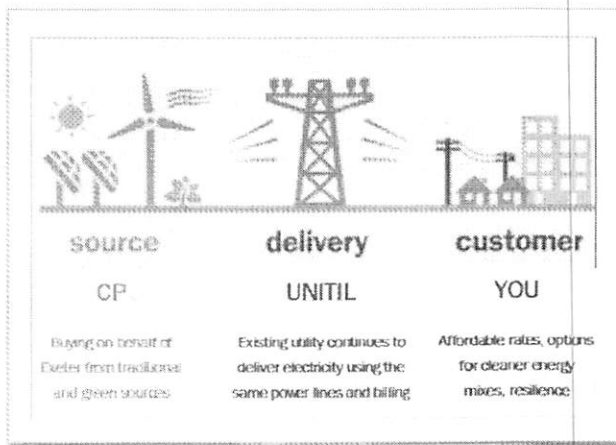 source
CP
Buying on behalf of
Exeter from traditional
and green sources
delivery
UNITIL
Existing utility continues to
deliver electricity using the
same power lines and billing
customer
YOU
Affordable rates, options
for cleaner energy
mixes, resilience